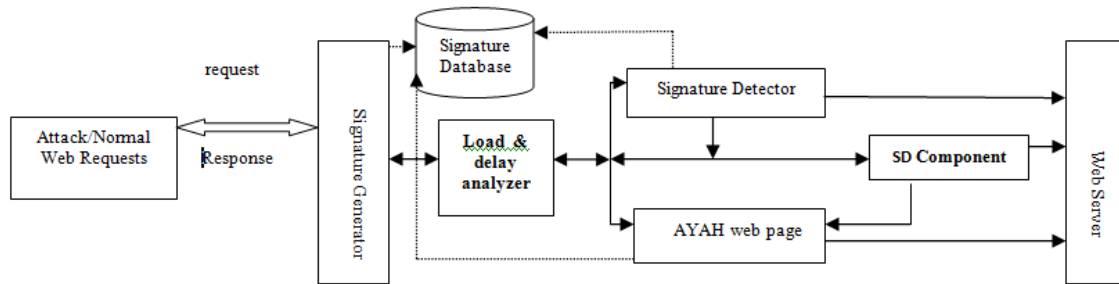 request
Attack/Normal
Web Requests
Response
Signature Generator
Signature
Database
Load &
delay
analyzer
Signature Detector
SD Component
AYAH web page
Web Server